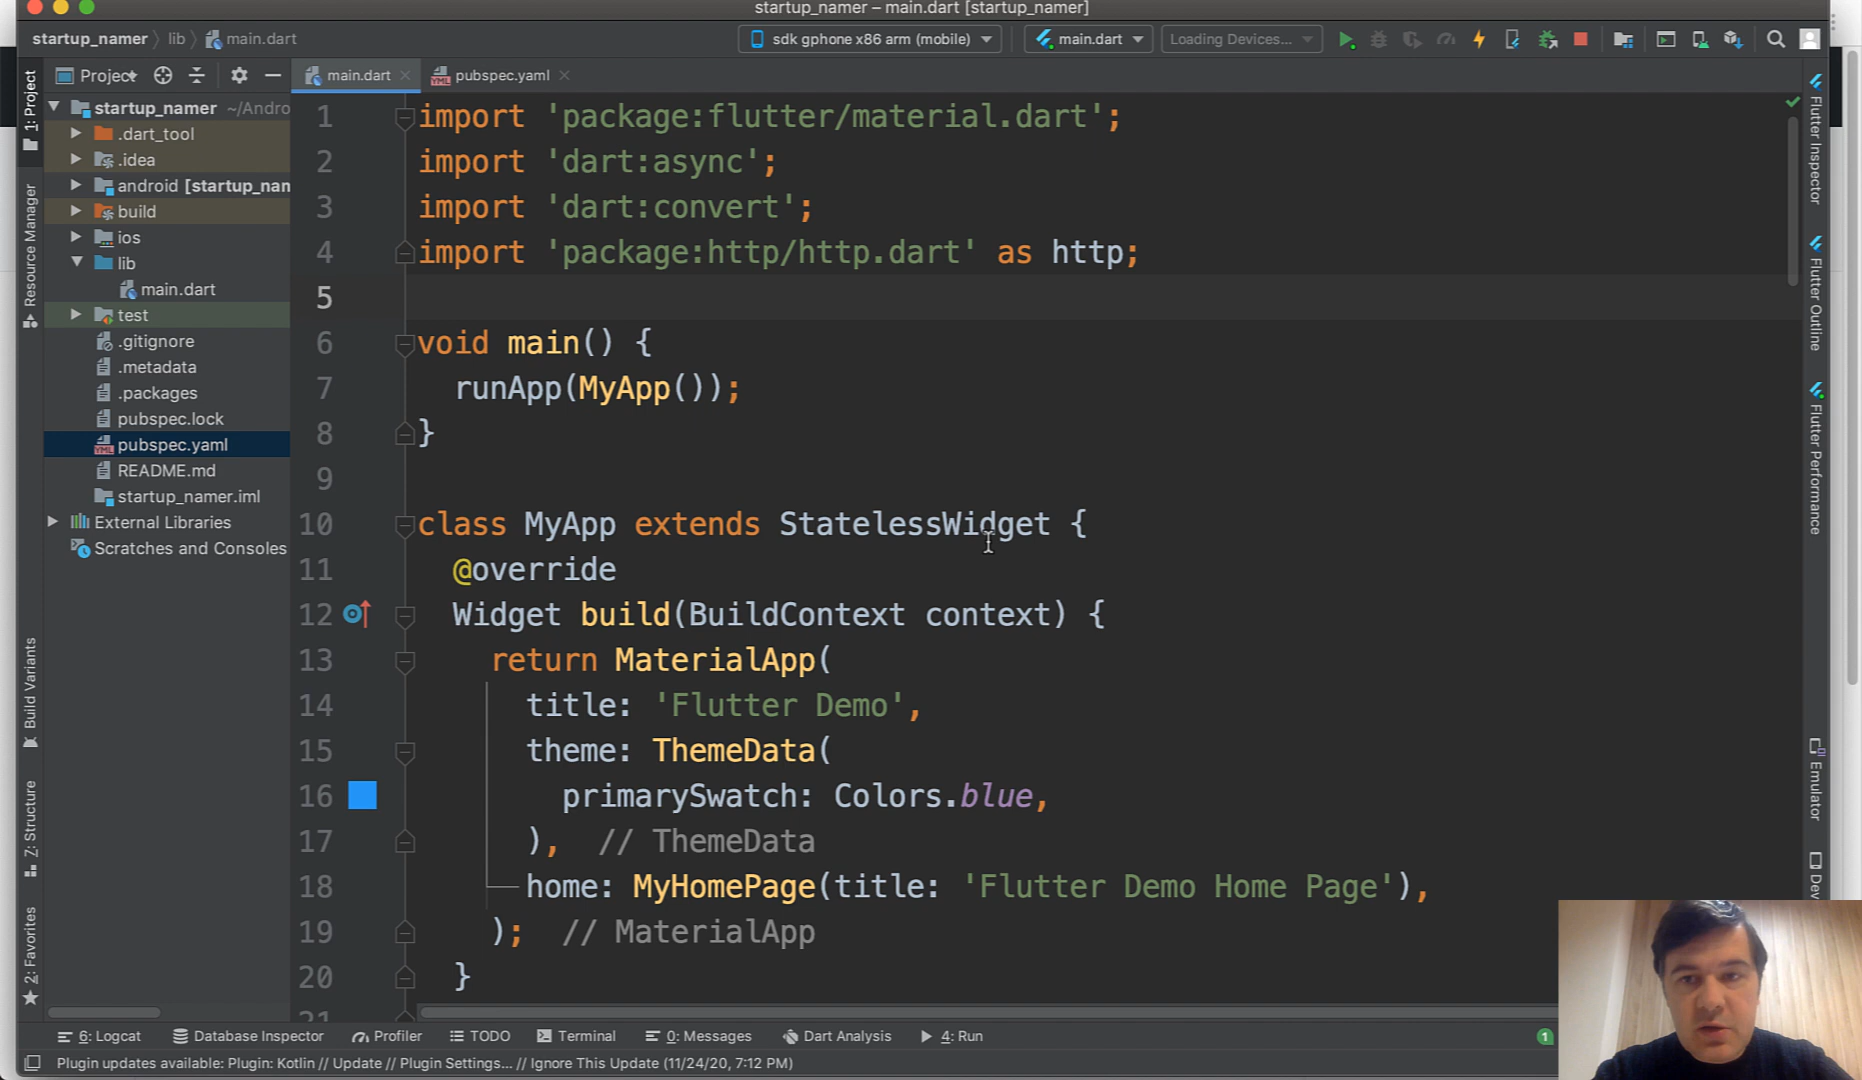 startup_namer – main.dart [startup_namer]
startup_namer lib main.dart
sdk gphone x86 arm (mobile) main.dart Loading Devices...
Project
main.dart pubspec.yaml
startup_namer ~/Andro
.dart_tool
.idea
android [startup_nam
build
ios
lib
main.dart
test
.gitignore
.metadata
.packages
pubspec.lock
pubspec.yaml
README.md
startup_namer.iml
External Libraries
Scratches and Consoles
1: Project
Resource Manager
Build Variants
Z: Structure
2: Favorites
1 import 'package:flutter/material.dart';
2 import 'dart:async';
3 import 'dart:convert';
4 import 'package:http/http.dart' as http;
5
6 void main() {
7 runApp(MyApp());
8 }
9
10 class MyApp extends StatelessWidget {
11 @override
12 Widget build(BuildContext context) {
13 return MaterialApp(
14 title: 'Flutter Demo',
15 theme: ThemeData(
16 primarySwatch: Colors.blue,
17 ), // ThemeData
18 home: MyHomePage(title: 'Flutter Demo Home Page'),
19 ); // MaterialApp
20 }
21
Flutter Inspector
Flutter Outline
Flutter Performance
Emulator
Dev
6: Logcat Database Inspector Profiler TODO Terminal 0: Messages Dart Analysis 4: Run 1
Plugin updates available: Plugin: Kotlin // Update // Plugin Settings... // Ignore This Update (11/24/20, 7:12 PM)